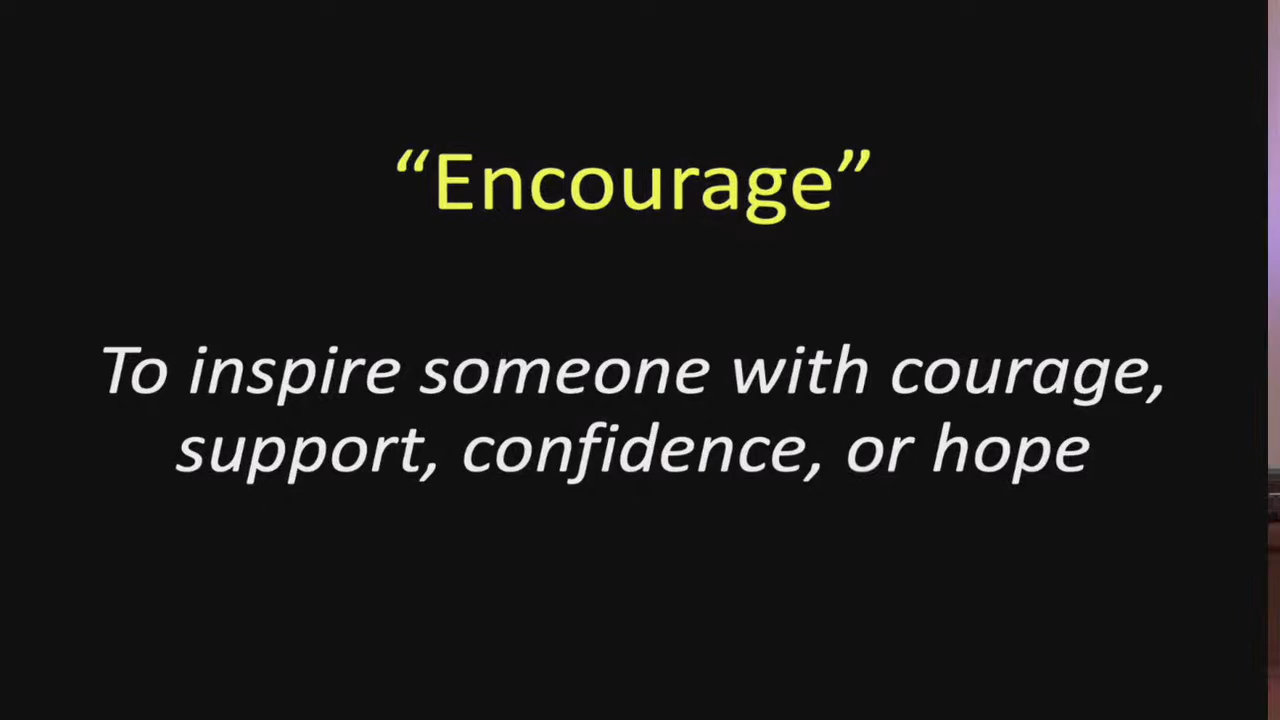 “Encourage”
To inspire someone with courage,
support, confidence, or hope